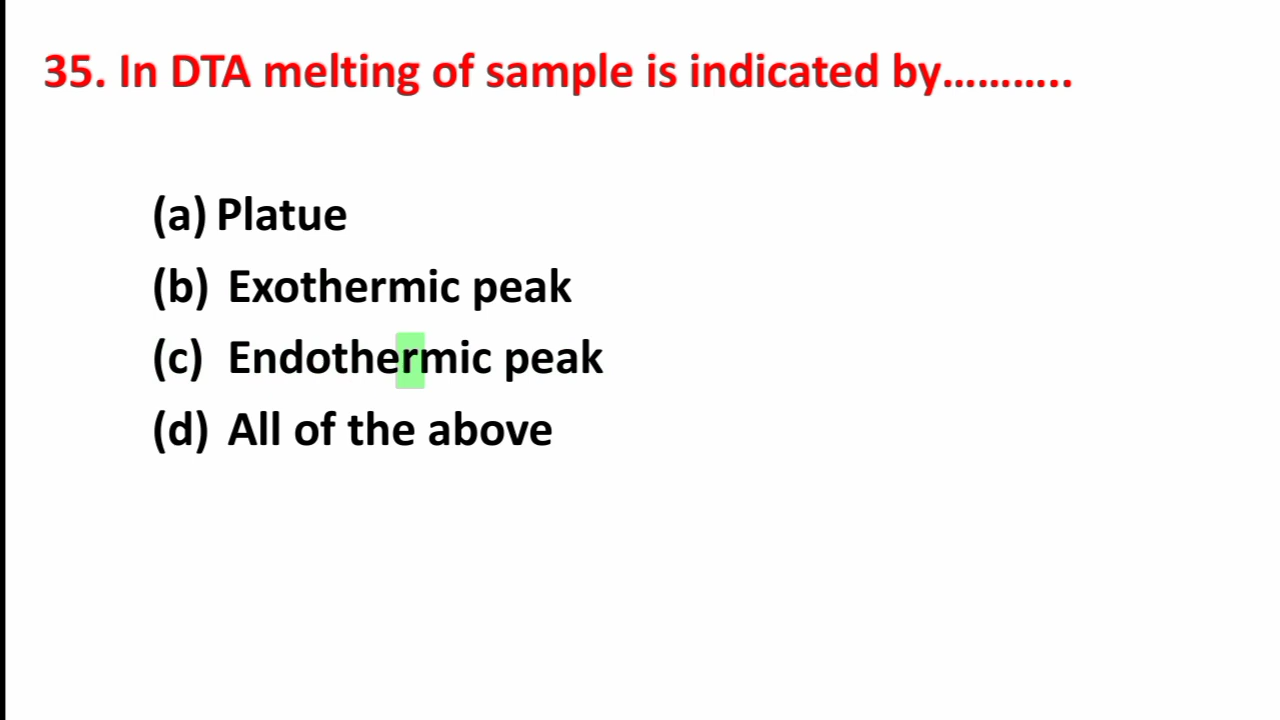 35. In DTA melting of sample is indicated by………..
(a) Platue
(b) Exothermic peak
(c) Endothermic peak
(d) All of the above